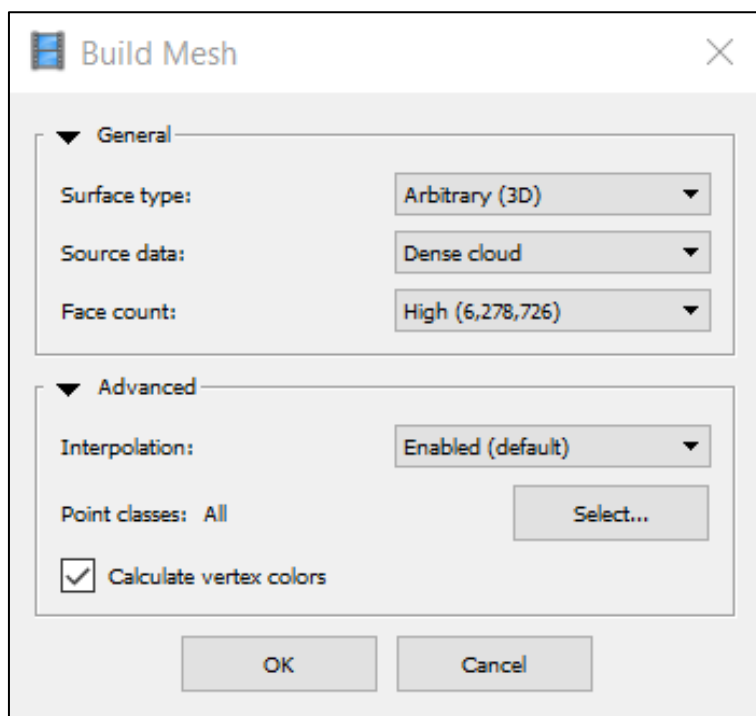 Build Mesh
General
Surface type: Arbitrary (3D)
Source data: Dense cloud
Face count: High (6,278,726)
Advanced
Interpolation: Enabled (default)
Point classes: All Select...
Calculate vertex colors
OK Cancel